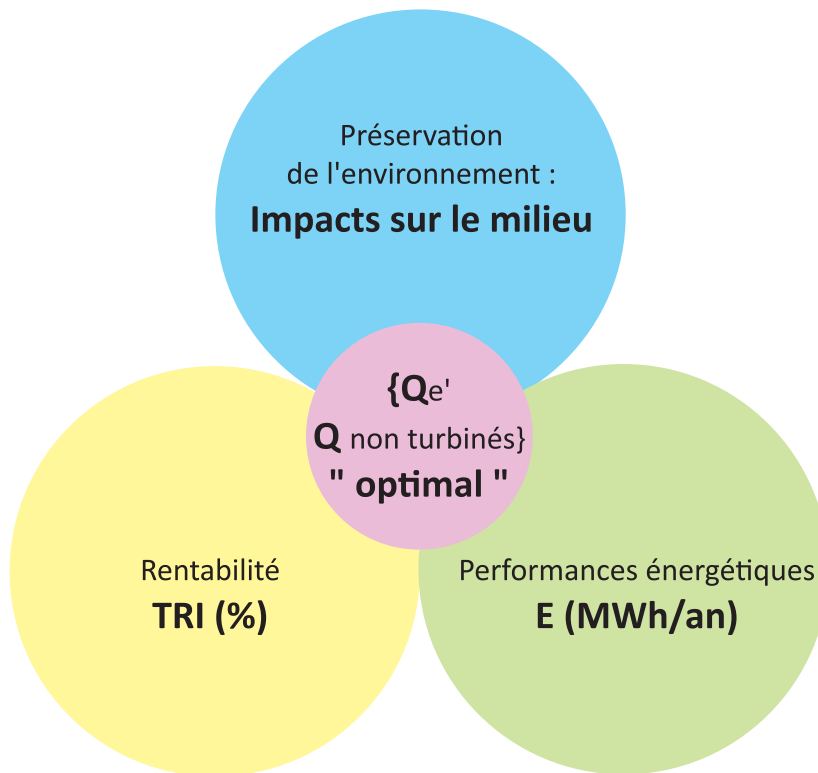 Préservation
de l'environnement :
Impacts sur le milieu
{Qe'
Q non turbinés}
" optimal "
Rentabilité
TRI (%)
Performances énergétiques
E (MWh/an)